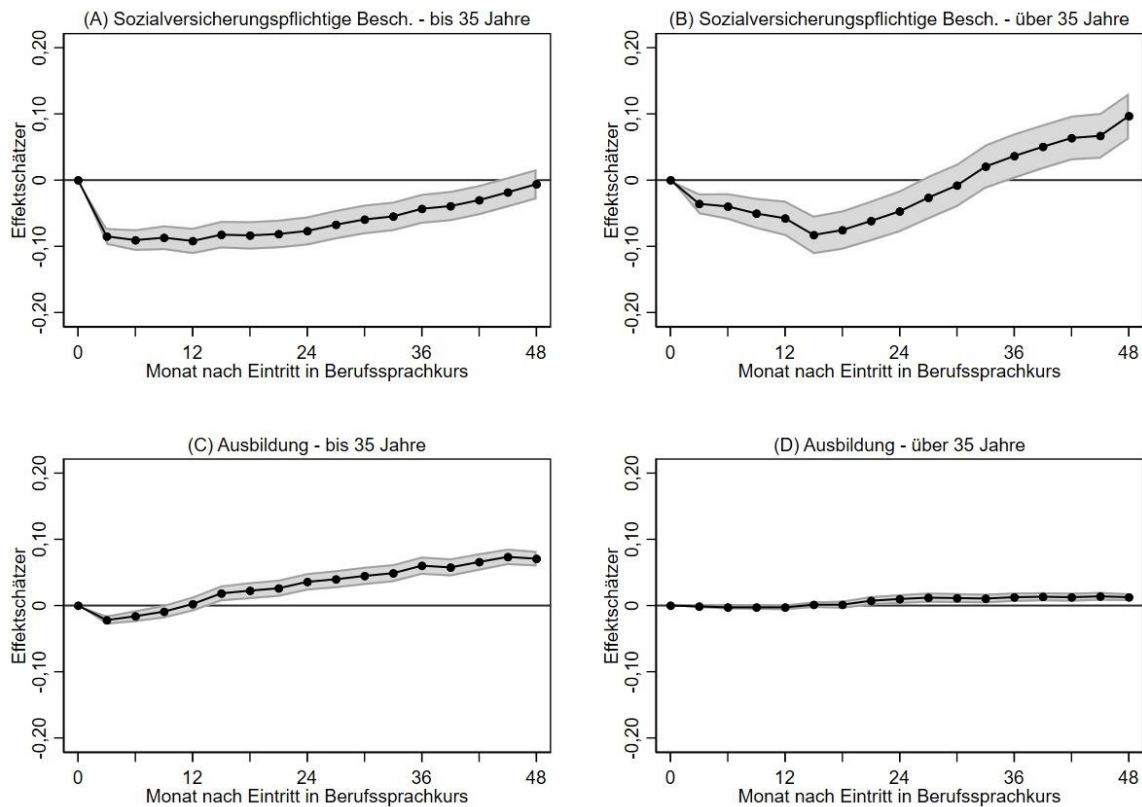 (A) Sozialversicherungspflichtige Besch. - bis 35 Jahre
Effektschätzer
0,20
0,10
0
-0,10
-0,20
0 12 24 36 48
Monat nach Eintritt in Berufssprachkurs
(B) Sozialversicherungspflichtige Besch. - über 35 Jahre
Effektschätzer
0,20
0,10
0
-0,10
-0,20
0 12 24 36 48
Monat nach Eintritt in Berufssprachkurs
(C) Ausbildung - bis 35 Jahre
Effektschätzer
0,20
0,10
0
-0,10
-0,20
0 12 24 36 48
Monat nach Eintritt in Berufssprachkurs
(D) Ausbildung - über 35 Jahre
Effektschätzer
0,20
0,10
0
-0,10
-0,20
0 12 24 36 48
Monat nach Eintritt in Berufssprachkurs